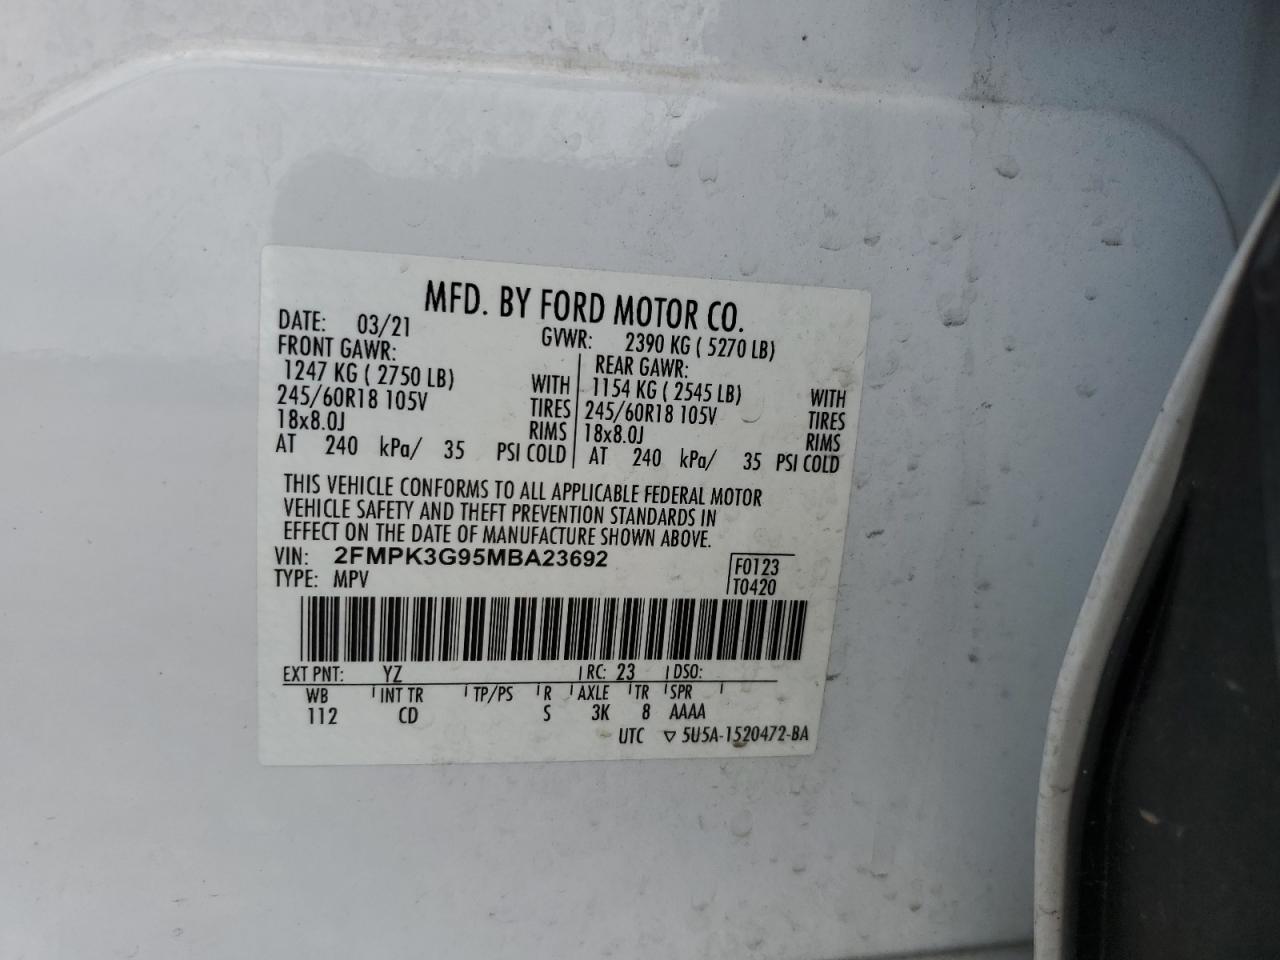 MFD. BY FORD MOTOR CO.
DATE: 03/21 GVWR: 2390 KG ( 5270 LB)
FRONT GAWR: REAR GAWR:
1247 KG ( 2750 LB) WITH 1154 KG ( 2545 LB) WITH
245/60R18 105V TIRES 245/60R18 105V TIRES
18x8.0J RIMS 18x8.0J RIMS
AT 240 kPa/ 35 PSI COLD AT 240 kPa/ 35 PSI COLD
THIS VEHICLE CONFORMS TO ALL APPLICABLE FEDERAL MOTOR
VEHICLE SAFETY AND THEFT PREVENTION STANDARDS IN
EFFECT ON THE DATE OF MANUFACTURE SHOWN ABOVE.
VIN: 2FMPK3G95MBA23692 F0123
TYPE: MPV T0420
EXT PNT: YZ RC: 23 DSO:
WB INT TR TP/PS R AXLE TR SPR
112 CD S 3K 8 AAAA
UTC ▽ 5U5A-1520472-BA